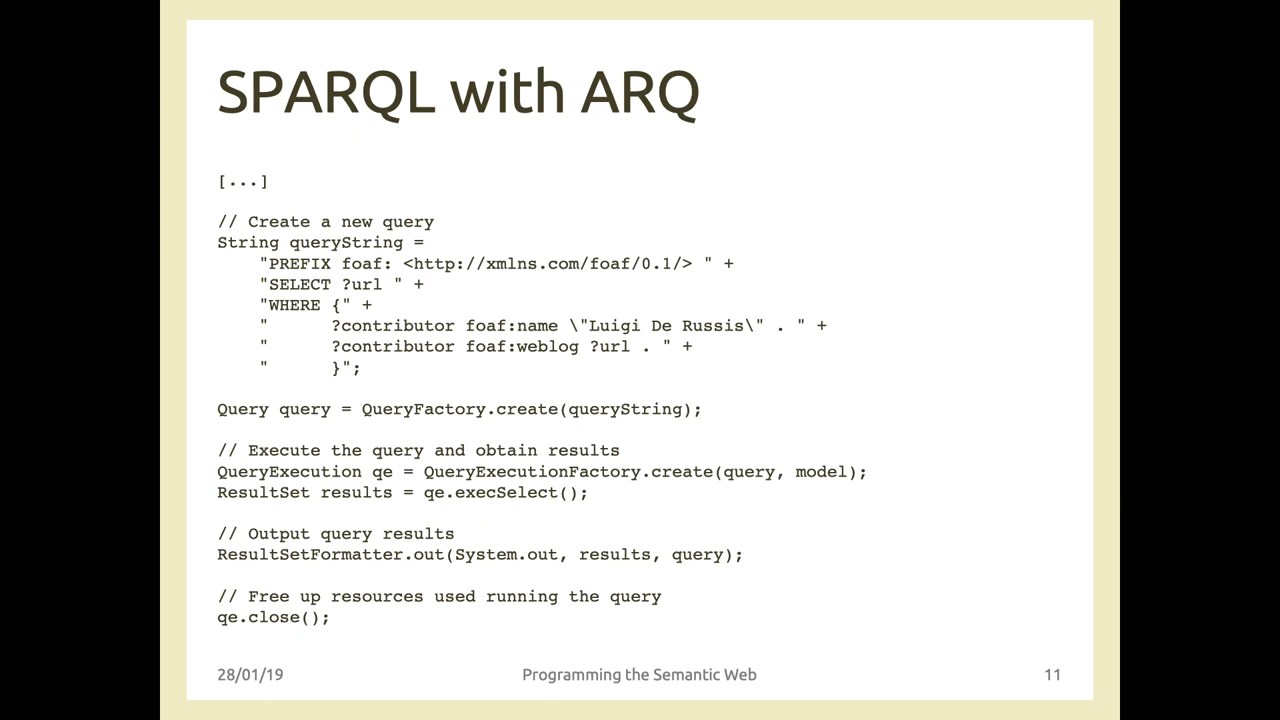 SPARQL with ARQ
[...]
// Create a new query
String queryString =
"PREFIX foaf: <http://xmlns.com/foaf/0.1/> " +
"SELECT ?url " +
"WHERE {" +
"      ?contributor foaf:name \"Luigi De Russis\" . " +
"      ?contributor foaf:weblog ?url . " +
"      }";
Query query = QueryFactory.create(queryString);
// Execute the query and obtain results
QueryExecution qe = QueryExecutionFactory.create(query, model);
ResultSet results = qe.execSelect();
// Output query results
ResultSetFormatter.out(System.out, results, query);
// Free up resources used running the query
qe.close();
28/01/19 Programming the Semantic Web 11